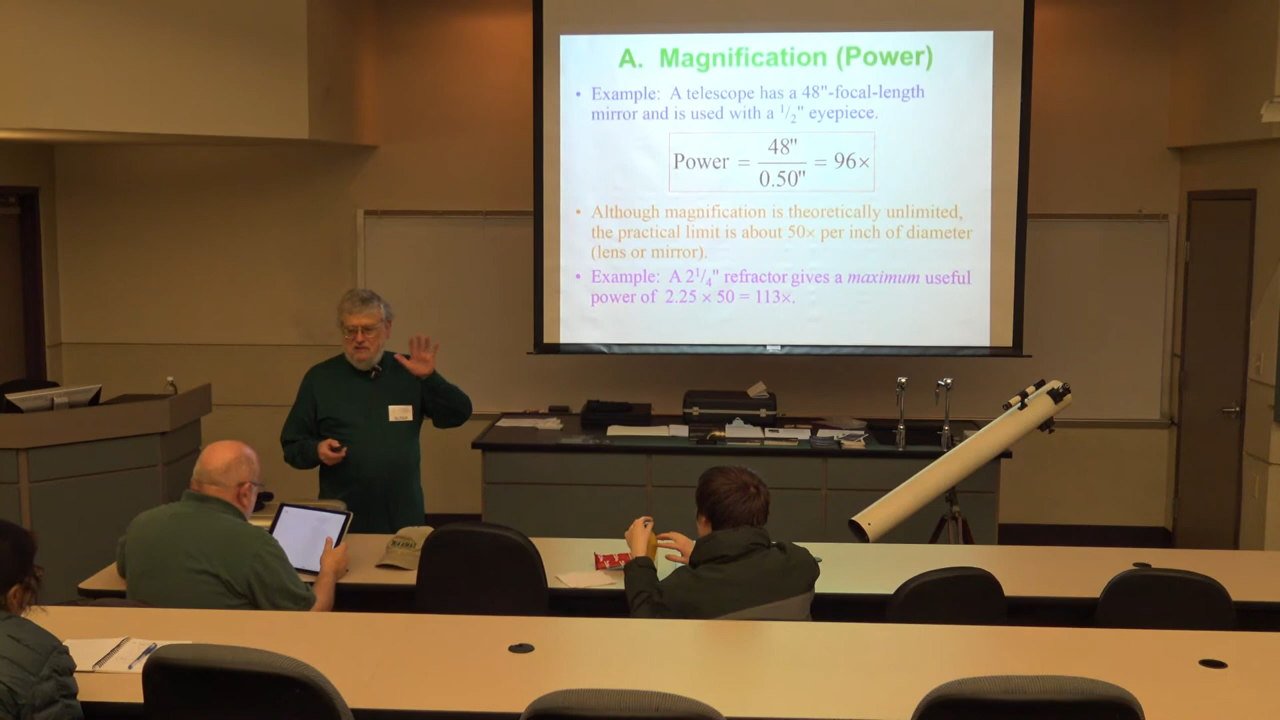 A. Magnification (Power)
• Example: A telescope has a 48"-focal-length
mirror and is used with a 1/2" eyepiece.
Power = 48" / 0.50" = 96×
• Although magnification is theoretically unlimited,
the practical limit is about 50× per inch of diameter
(lens or mirror).
• Example: A 2 1/4" refractor gives a maximum useful
power of 2.25 × 50 = 113×.